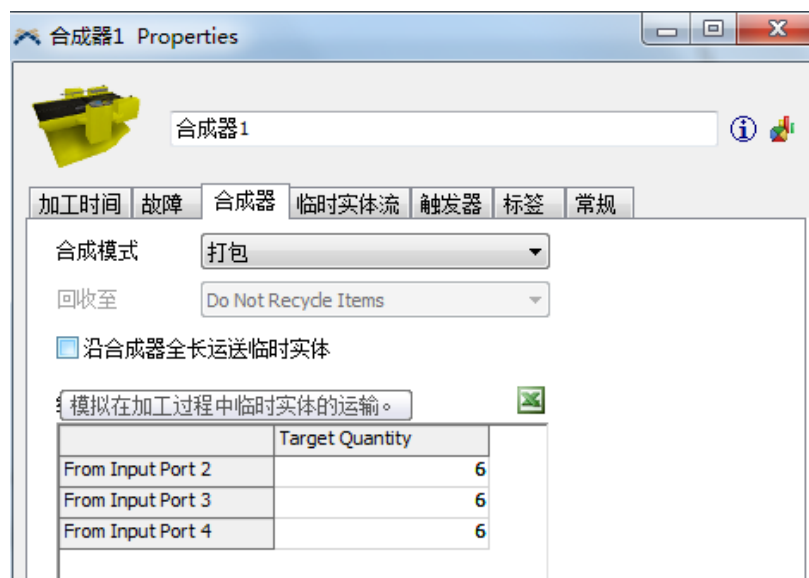 合成器1 Properties
合成器1
加工时间 故障 合成器 临时实体流 触发器 标签 常规
合成模式 打包
回收至 Do Not Recycle Items
沿合成器全长运送临时实体
模拟在加工过程中临时实体的运输。
Target Quantity
From Input Port 2 6
From Input Port 3 6
From Input Port 4 6